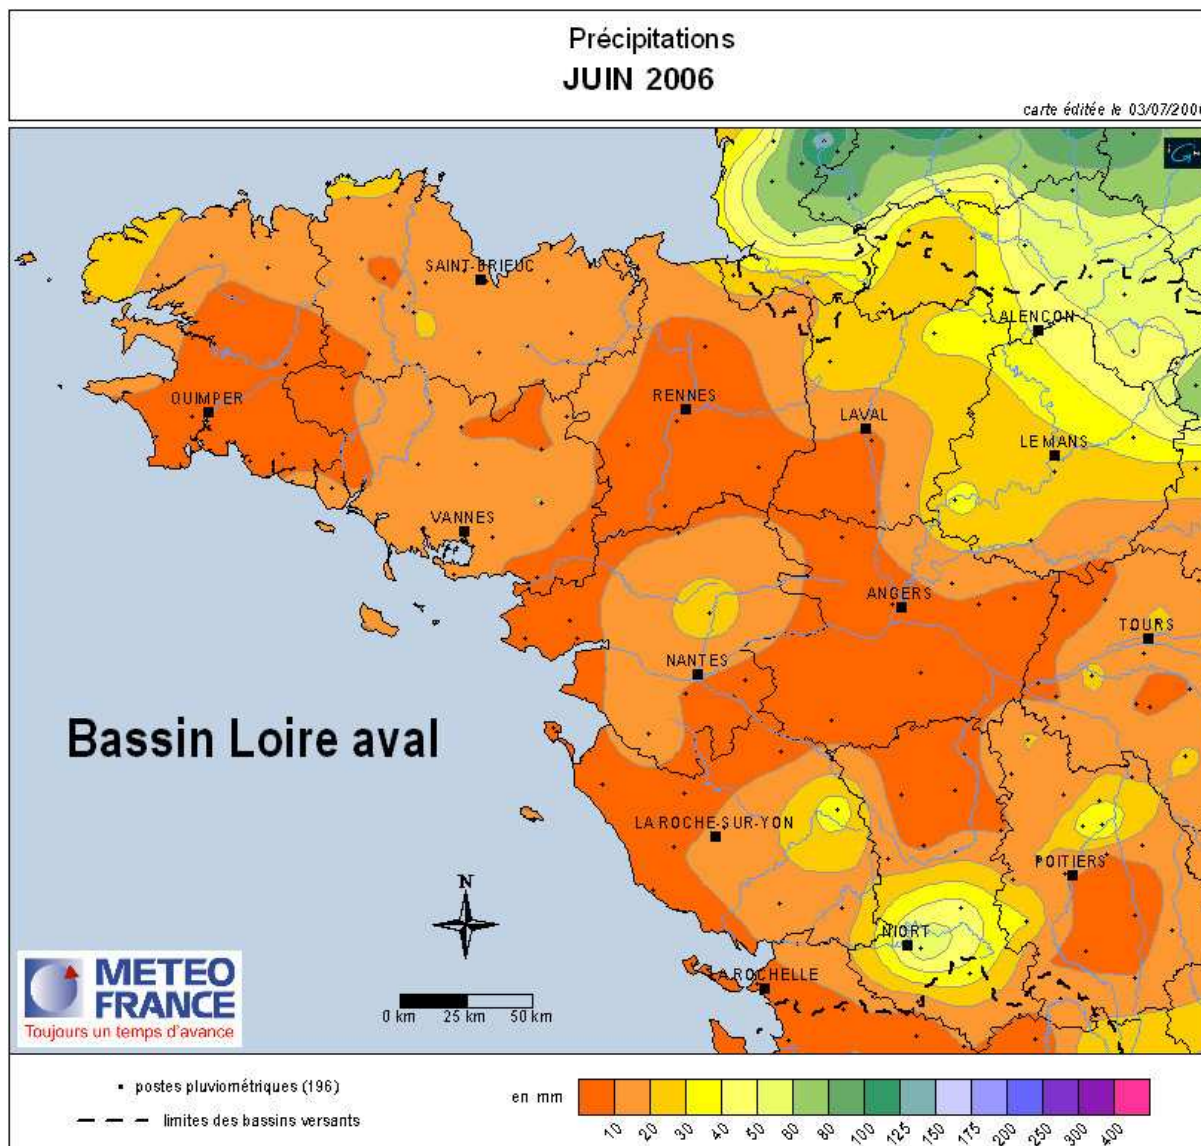 Précipitations
JUIN 2006
carte éditée le 03/07/2006
SAINT-BRIEUC
ALENCON
QUIMPER
RENNES
LAVAL
LE MANS
VANNES
ANGERS
TOURS
NANTES
Bassin Loire aval
LA ROCHE-SUR-YON
POITIERS
N
NIORT
LA ROCHELLE
METEO
FRANCE
Toujours un temps d'avance
0 km 25 km 50 km
postes pluviométriques (196)
limites des bassins versants
en mm
10 20 30 40 50 60 80 100 125 150 175 200 250 300 400